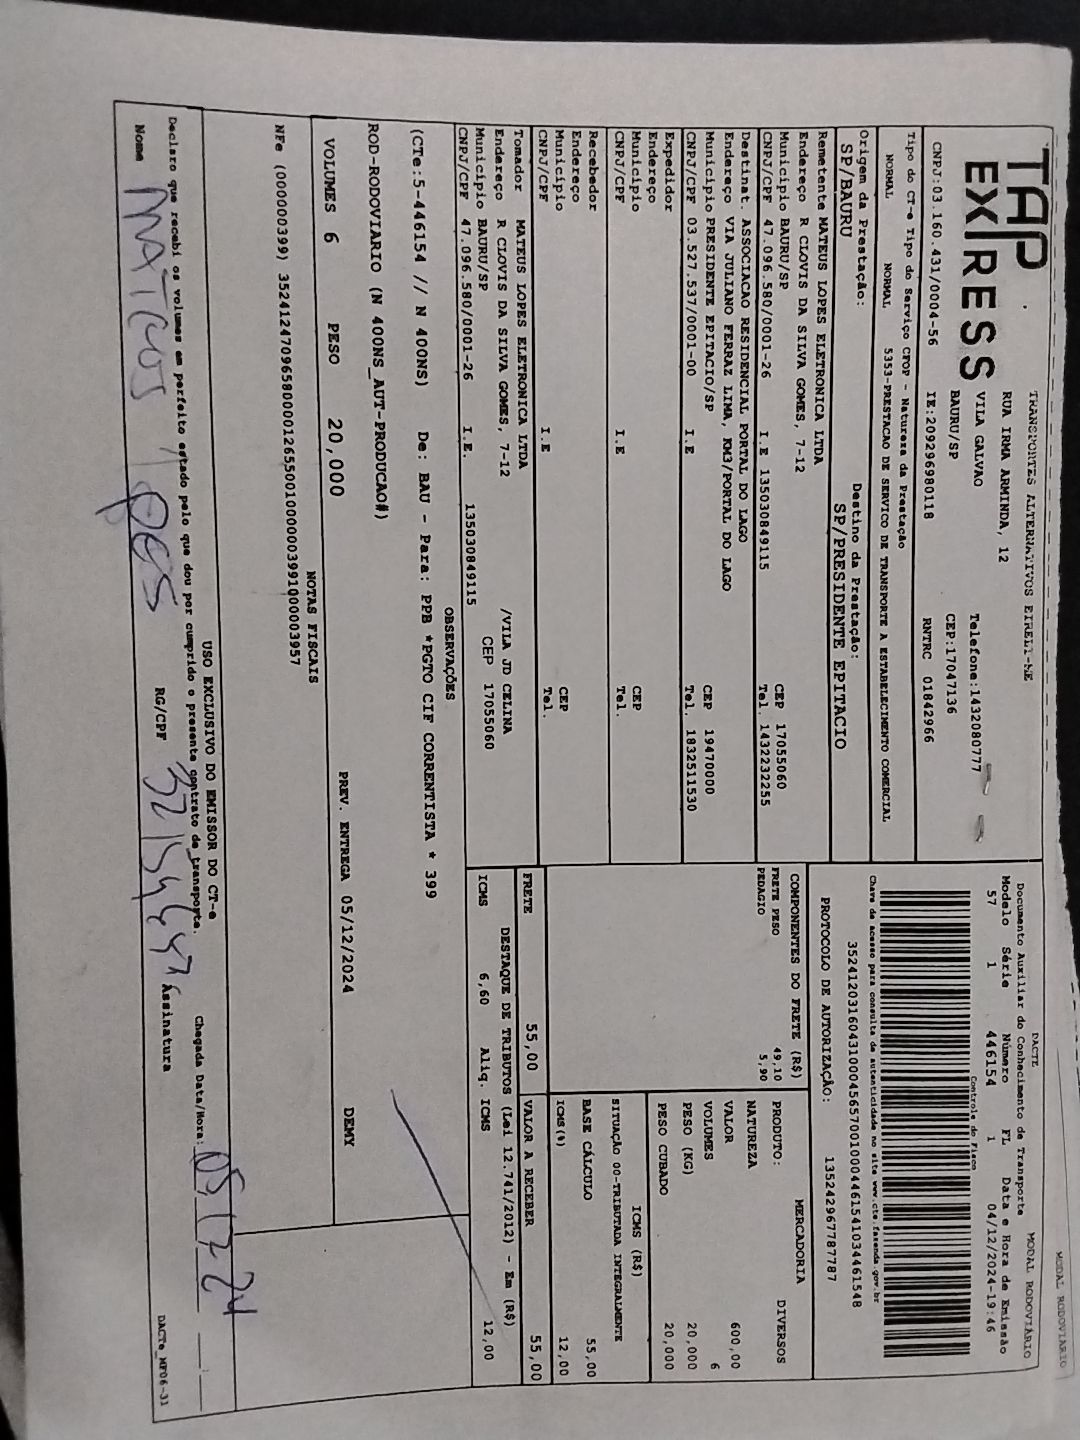 MODAL RODOVIÁRIO
TAP EXPRESS
TRANSPORTES ALTERNATIVOS EIRELI-ME
RUA IRMA ARMINDA, 12
VILA GALVAO
BAURU/SP
Telefone:1432080777
CEP:17047136
CNPJ:03.160.431/0004-56 IE:209296980118 RNTRC 01842966
Tipo do CT-e Tipo do Serviço CFOP - Natureza da Prestação
NORMAL NORMAL 5353-PRESTACAO DE SERVICO DE TRANSPORTE A ESTABELECIMENTO COMERCIAL
Origem da Prestação: Destino da Prestação:
SP/BAURU SP/PRESIDENTE EPITACIO
DACTE MODAL RODOVIÁRIO
Documento Auxiliar do Conhecimento de Transporte
Modelo Série Número FL Data e Hora de Emissão
57 1 446154 1 04/12/2024-19:46
Controle do Fisco
Chave de acesso para consulta de autenticidade no site www.cte.fazenda.gov.br
35241203160431000456570010004461541034461548
PROTOCOLO DE AUTORIZAÇÃO: 135242967787787
Remetente MATEUS LOPES ELETRONICA LTDA
Endereço R CLOVIS DA SILVA GOMES, 7-12
Município BAURU/SP CEP 17055060
CNPJ/CPF 47.096.580/0001-26 I.E 135030849115 Tel. 1432232255
Destinat. ASSOCIACAO RESIDENCIAL PORTAL DO LAGO
Endereço VIA JULIANO FERRAZ LIMA, KM3/PORTAL DO LAGO
Município PRESIDENTE EPITACIO/SP CEP 19470000
CNPJ/CPF 03.527.537/0001-00 I.E Tel. 1832511530
Expedidor
Endereço
Município CEP
CNPJ/CPF I.E Tel.
Recebedor
Endereço
Município CEP
CNPJ/CPF I.E Tel.
Tomador MATEUS LOPES ELETRONICA LTDA
Endereço R CLOVIS DA SILVA GOMES, 7-12 /VILA JD CELINA
Município BAURU/SP CEP 17055060
CNPJ/CPF 47.096.580/0001-26 I.E. 135030849115
COMPONENTES DO FRETE (R$)
FRETE PESO 49,10
PEDAGIO 5,90
FRETE 55,00
MERCADORIA
PRODUTO: DIVERSOS
NATUREZA
VALOR 600,00
VOLUMES 6
PESO (KG) 20,000
PESO CUBADO 20,000
ICMS (R$)
SITUAÇÃO 00-TRIBUTADA INTEGRALMENTE
BASE CÁLCULO 55,00
ICMS(%) 12,00
VALOR A RECEBER 55,00
DESTAQUE DE TRIBUTOS (Lei 12.741/2012) - Em (R$)
ICMS 6,60 Aliq. ICMS 12,00
OBSERVAÇÕES
(CTe:5-446154 // N 400NS) De: BAU - Para: PPB *PGTO CIF CORRENTISTA * 399
ROD-RODOVIARIO (N 400NS_AUT-PRODUCAO#)
VOLUMES 6 PESO 20,000 PREV. ENTREGA 05/12/2024 DEMY
NOTAS FISCAIS
NFe (000000399) 35241247096580000126550010000003991000003957
USO EXCLUSIVO DO EMISSOR DO CT-e
Declaro que recebi os volumes em perfeito estado pelo que dou por cumprido o presente contrato de transporte. Chegada Data/Hora: 05 12 24
Nome RG/CPF Assinatura
DACTe_MF06-31